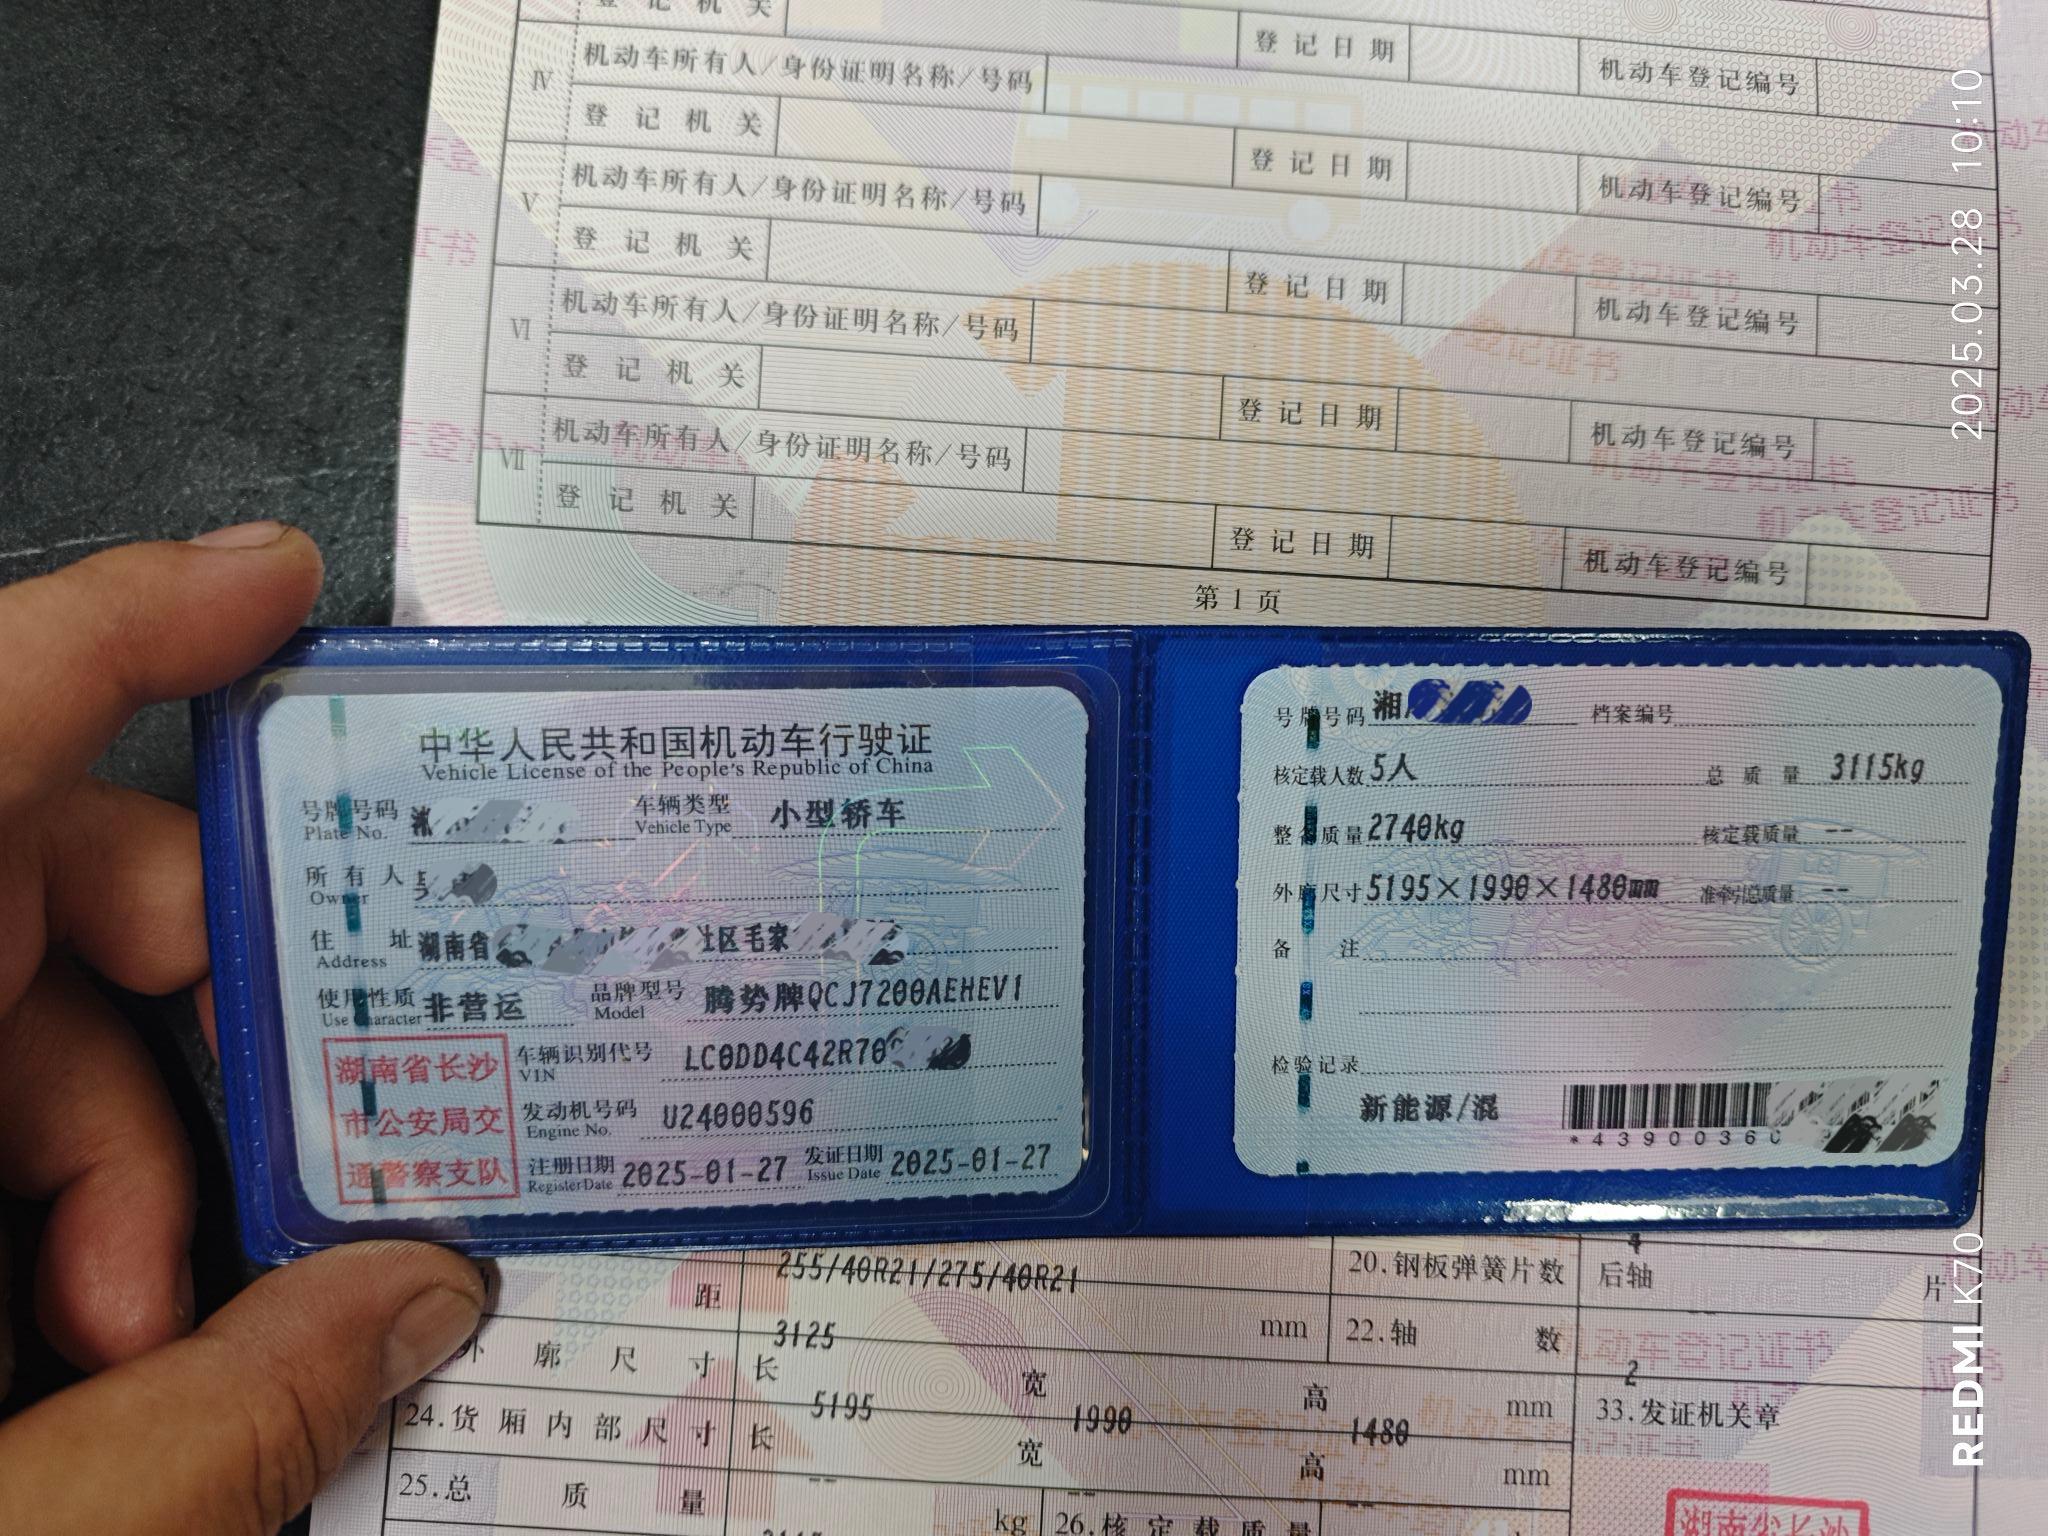 登 记 机 关
登 记 日 期
机动车登记编号
Ⅳ
机动车所有人/身份证明名称/号码
登 记 机 关
登 记 日 期
机动车登记编号
Ⅴ
机动车所有人/身份证明名称/号码
登 记 机 关
登 记 日 期
机动车登记编号
Ⅵ
机动车所有人/身份证明名称/号码
登 记 机 关
登 记 日 期
机动车登记编号
Ⅶ
机动车所有人/身份证明名称/号码
登 记 机 关
登 记 日 期
机动车登记编号
第 1 页
中华人民共和国机动车行驶证
Vehicle License of the People's Republic of China
号牌号码
Plate No.
车辆类型 小型轿车
Vehicle Type
所有人
Owner
住址 湖南省 社区毛家
Address
使用性质 非营运
Use Character
品牌型号 腾势牌QCJ7200AEHEV1
Model
湖南省长沙
市公安局交
通警察支队
车辆识别代号 LC0DD4C42R70
VIN
发动机号码 U24000596
Engine No.
注册日期 2025-01-27
Register Date
发证日期 2025-01-27
Issue Date
号牌号码 湘
档案编号
核定载人数 5人
总质量 3115kg
整备质量 2740kg
核定载质量 --
外廓尺寸 5195×1990×1480mm
准牵引总质量 --
备注
检验记录
新能源/混
*43900360
255/40R21/275/40R21
20.钢板弹簧片数
4
后轴
片
距
3125
mm
22.轴数
2
外廓尺寸
长
5195
宽
1990
高
1480
mm
33.发证机关章
24.货厢内部尺寸
长
--
宽
--
高
--
mm
25.总质量
kg
26.核定载质量
湖南省长沙
2025.03.28 10:10
REDMI K70